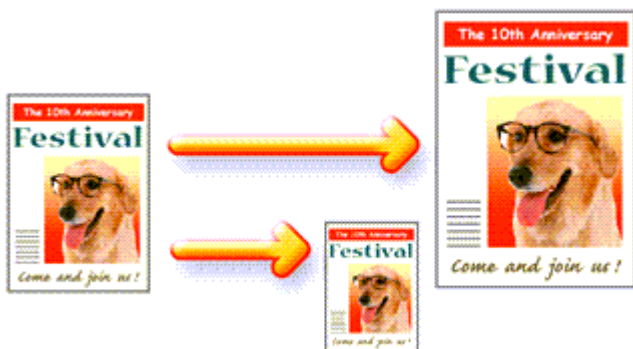 The 10th Anniversary
Festival
Come and join us!
The 10th Anniversary
Festival
Come and join us!
The 10th Anniversary
Festival
Come and join us!